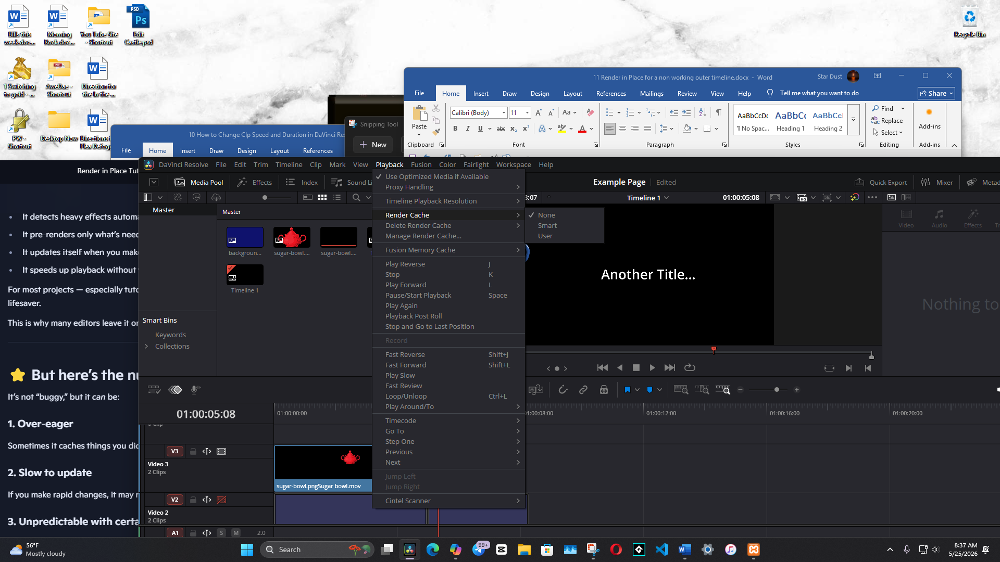 Bills this
week.doc...
Morning
Rock.doc...
You Tube Site
- Shortcut
PSD
Ps
Edit
Castle.psd
Recycle Bin
1 Switching
to gold - ...
PDF
AweDae -
Shortcut
Direction for
the In the ...
PW -
Shortcut
Desktop Now
Directions f
Flea Defog
11 Render in Place for a non working outer timeline.docx - Word
Star Dust
File
Home
Insert
Draw
Design
Layout
References
Mailings
Review
View
Help
Tell me what you want to do
Share
Calibri (Body)
11
Paste
Clipboard
Font
Paragraph
AaBbCcDc
AaBbC
AaBbCcI
¶ No Spac...
Heading 1
Heading 2
Styles
Find
Replace
Select
Editing
Add-ins
Add-ins
10 How to Change Clp Speed and Duration in DaVinci Res
File
Home
Insert
Draw
Design
Layout
References
Snipping Tool
New
Render in Place Tut
It detects heavy effects automa
It pre-renders only what's need
It updates itself when you mak
It speeds up playback without
For most projects — especially tuto
lifesaver.
This is why many editors leave it on
But here's the nu
It's not “buggy,” but it can be:
1. Over-eager
Sometimes it caches things you did
2. Slow to update
If you make rapid changes, it may
3. Unpredictable with certa
DaVinci Resolve
File
Edit
Trim
Timeline
Clip
Mark
View
Playback
Fusion
Color
Fairlight
Workspace
Help
Media Pool
Effects
Index
Sound Li
Example Page
Edited
Quick Export
Mixer
Metad
3:07
Timeline 1
01:00:05:08
Master
Master
backgroun...
sugar-bowl....
sugar-bowl....
Timeline 1
Smart Bins
Keywords
Collections
Use Optimized Media if Available
Proxy Handling
Timeline Playback Resolution
Render Cache
Delete Render Cache
Manage Render Cache...
Fusion Memory Cache
Play Reverse J
Stop K
Play Forward L
Pause/Start Playback Space
Play Again
Playback Post Roll
Stop and Go to Last Position
Record
Fast Reverse Shift+J
Fast Forward Shift+L
Play Slow
Fast Review
Loop/Unloop Ctrl+L
Play Around/To
Timecode
Go To
Step One
Previous
Next
Jump Left
Jump Right
Cintel Scanner
None
Smart
User
Another Title...
Video
Audio
Effects
Nothing to
01:00:05:08
01:00:00:00
01:00:08:00
01:00:12:00
01:00:16:00
01:00:20:00
V3
Video 3
2 Clips
sugar-bowl.pngSugar bowl.mov
V2
Video 2
2 Clips
A1
S
M
2.0
56°F
Mostly cloudy
Search
99+
8:37 AM
5/25/2026